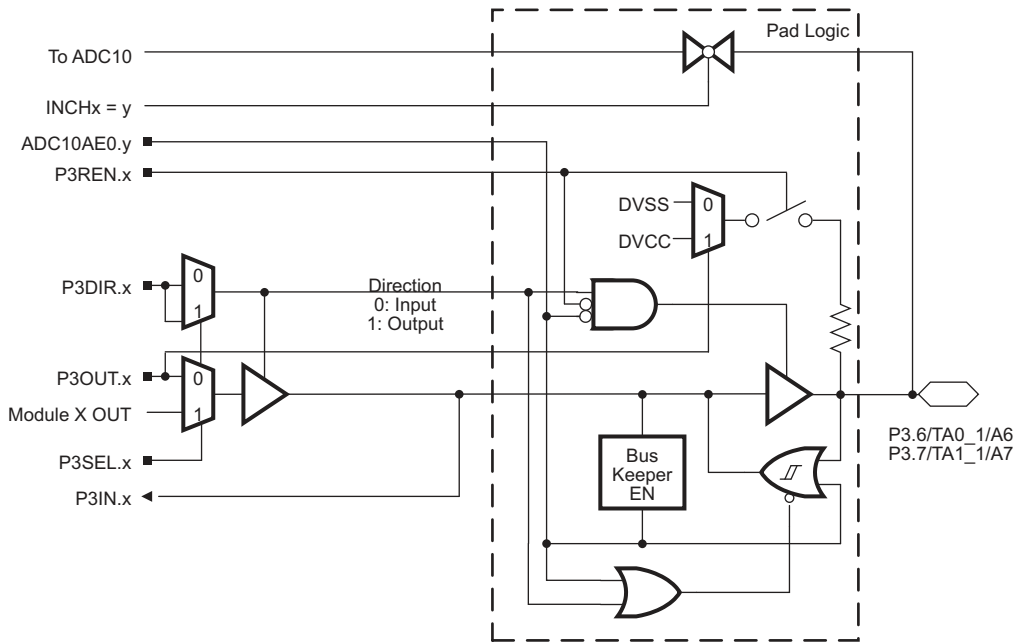 Pad Logic
To ADC10
INCHx = y
ADC10AE0.y
P3REN.x
DVSS
0
DVCC
1
P3DIR.x
0
1
Direction
0: Input
1: Output
P3OUT.x
0
Module X OUT
1
P3SEL.x
P3IN.x
Bus
Keeper
EN
P3.6/TA0_1/A6
P3.7/TA1_1/A7